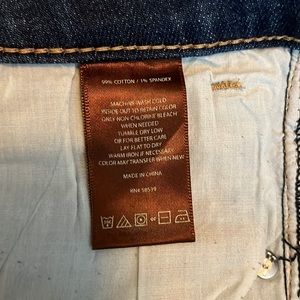 99% COTTON / 1% SPANDEX
MACHINE WASH COLD
INSIDE OUT TO RETAIN COLOR
ONLY NON-CHLORINE BLEACH
WHEN NEEDED
TUMBLE DRY LOW
OR FOR BETTER CARE
LAY FLAT TO DRY
WARM IRON IF NECESSARY
COLOR MAY TRANSFER WHEN NEW
MADE IN CHINA
RN# 58519